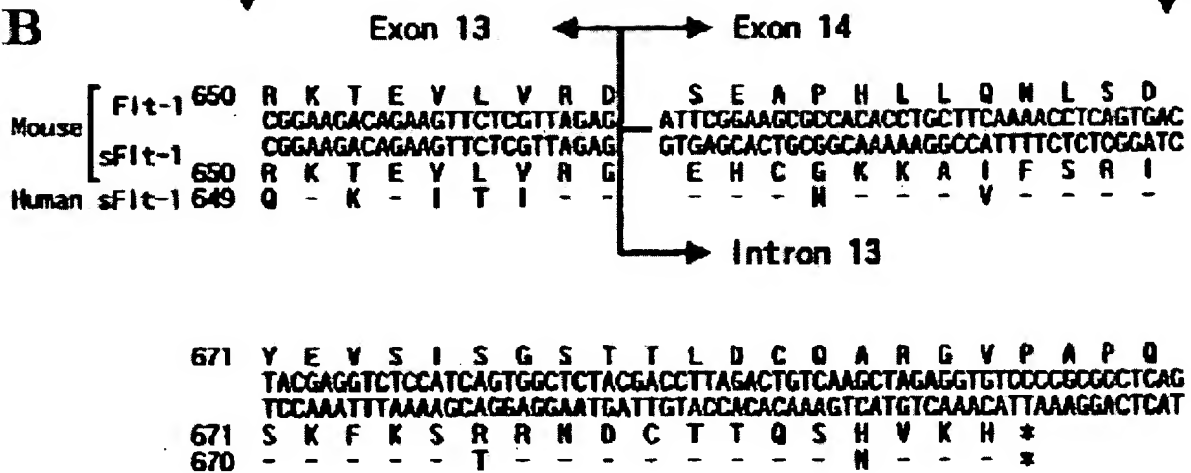 B
Exon 13 Exon 14
Mouse
Flt-1 650 R K T E V L V R D S E A P H L L Q N L S D
CGGAAGACAGAAGTTCTCGTTAGAG ATTCGGAAGCGCCACACCTGCTTCAAAACCTCAGTGAC
CGGAAGACAGAAGTTCTCGTTAGAG GTGAGCACTGCGGCAAAAAGGCCATTTTCTCTCGGATC
sFlt-1 650 R K T E V L V R G E H C G K K A I F S R I
Human sFlt-1 649 Q - K - I T I - - - - - N - - - V - - - -
Intron 13
671 Y E V S I S G S T T L D C Q A R G V P A P Q
TACGAGGTCTCCATCAGTGGCTCTACGACCTTAGACTGTCAAGCTAGAGGTGTCCCCGCGCCTCAG
TCCAAATTTAAAAGCAGGAGGAATGATTGTACCACACAAAGTCATGTCAAACATTAAAGGACTCAT
671 S K F K S R R N D C T T Q S H V K H *
670 - - - - - T - - - - - - - - N - - - *